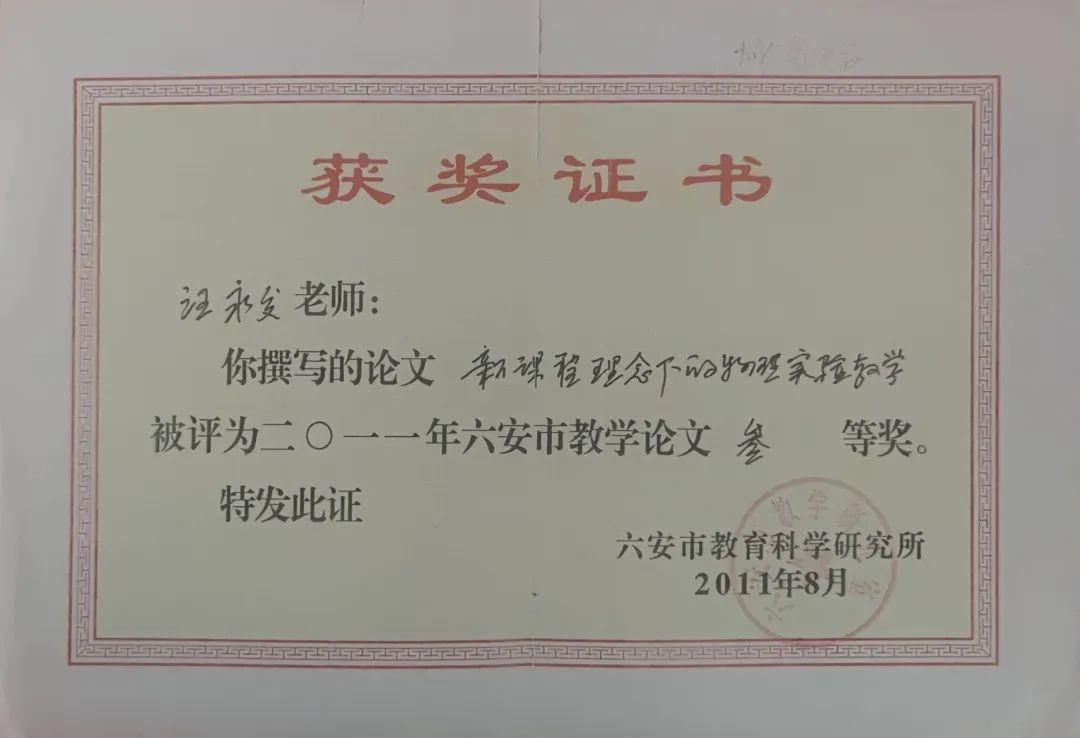 获奖证书
汪永发老师：
你撰写的论文 新课程理念下的物理实验教学
被评为二〇一一年六安市教学论文 叁 等奖。
特发此证
六安市教育科学研究所
2011年8月